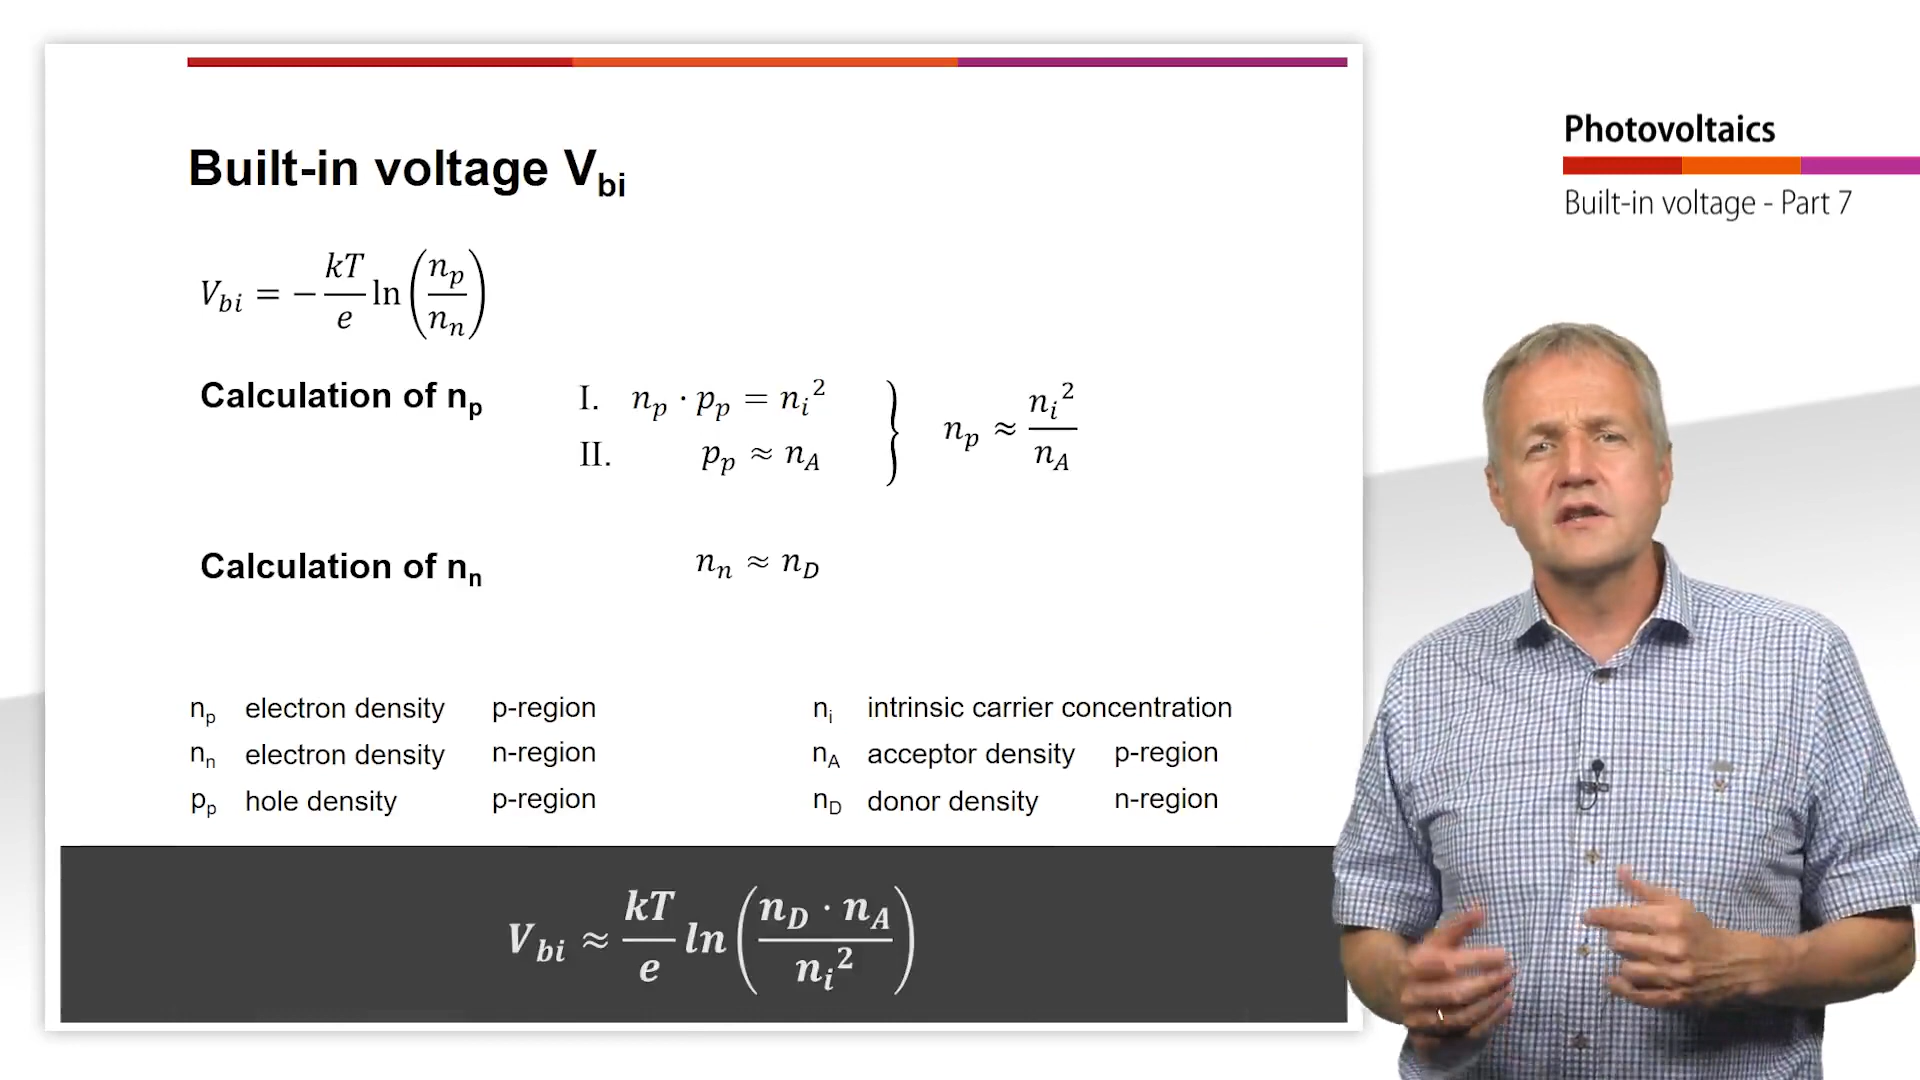 Built-in voltage V_bi
V_bi = − kT/e ln(n_p/n_n)
Calculation of n_p
I. n_p · p_p = n_i²
II. p_p ≈ n_A
n_p ≈ n_i²/n_A
Calculation of n_n
n_n ≈ n_D
n_p electron density p-region
n_n electron density n-region
p_p hole density p-region
n_i intrinsic carrier concentration
n_A acceptor density p-region
n_D donor density n-region
V_bi ≈ kT/e ln(n_D · n_A/n_i²)
Photovoltaics
Built-in voltage - Part 7